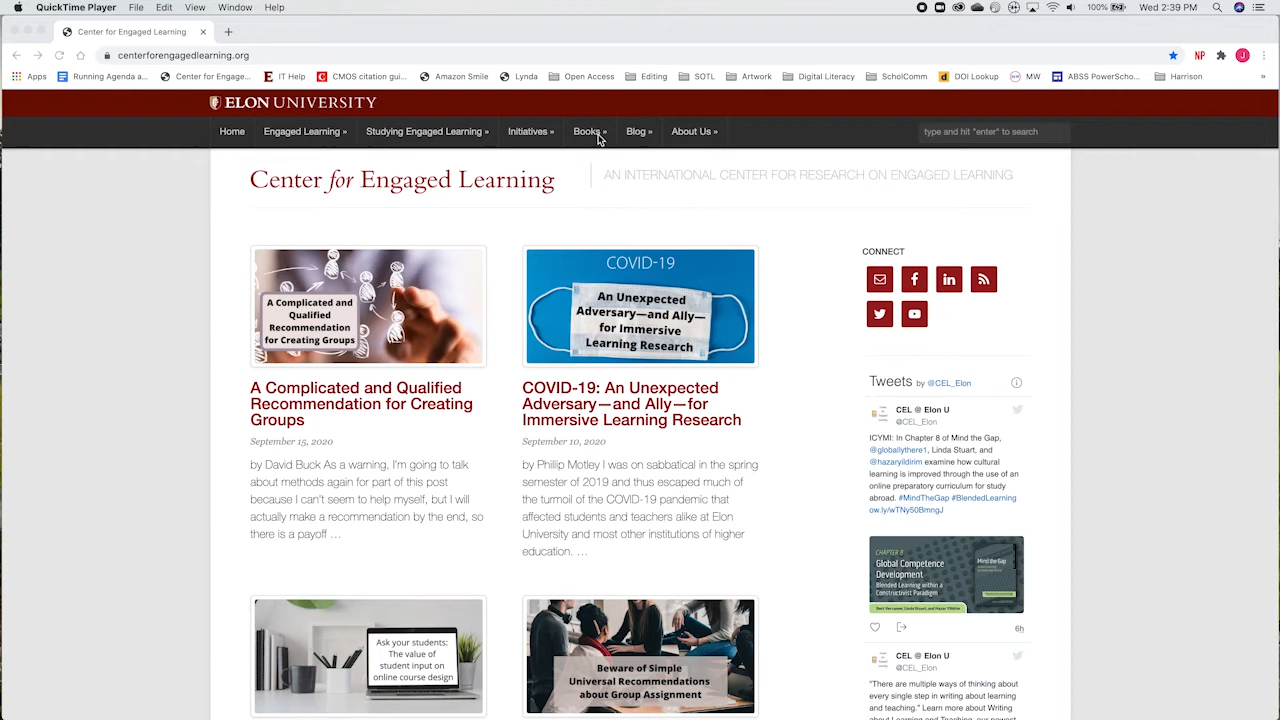 QuickTime Player File Edit View Window Help
100% Wed 2:39 PM
Center for Engaged Learning
centerforengagedlearning.org
NP
J
Apps Running Agenda a... Center for Engage... IT Help CMOS citation gui... Amazon Smile Lynda Open Access Editing SOTL Artwork Digital Literacy ScholComm DOI Lookup MW ABSS PowerScho... Harrison
ELON UNIVERSITY
Home Engaged Learning » Studying Engaged Learning » Initiatives » Books » Blog » About Us » type and hit "enter" to search
Center for Engaged Learning
AN INTERNATIONAL CENTER FOR RESEARCH ON ENGAGED LEARNING
A Complicated and
Qualified
Recommendation
for Creating Groups
A Complicated and Qualified
Recommendation for Creating
Groups
September 15, 2020
by David Buck As a warning, I'm going to talk
about cars again for part of this post
because I can't seem to help myself, but I will
actually make a recommendation by the end, so
there is a payoff …
COVID-19
An Unexpected
Adversary—and Ally—
for Immersive
Learning Research
COVID-19: An Unexpected
Adversary—and Ally—for
Immersive Learning Research
September 10, 2020
by Phillip Motley I was on sabbatical in the spring
semester of 2019 and thus escaped much of
the turmoil of the COVID-19 pandemic that
affected students and teachers alike at Elon
University and most other institutions of higher
education. …
Ask your students:
The value of
student input on
online course design
Beware of Simple
Universal Recommendations
about Group Assignment
CONNECT
Tweets by @CEL_Elon
CEL @ Elon U
@CEL_Elon
ICYMI: In Chapter 8 of Mind the Gap,
@globallythere1, Linda Stuart, and
@hazaryildirim examine how cultural
learning is improved through the use of an
online preparatory curriculum for study
abroad. #MindTheGap #BlendedLearning
ow.ly/wTNy50BmngJ
CHAPTER 8
Global Competence
Development
Blended Learning within a
Constructivist Paradigm
Mind the Gap
6h
CEL @ Elon U
@CEL_Elon
"There are multiple ways of thinking about
every single step in writing about learning
and teaching." Learn more about Writing
about Learning and Teaching, our newest